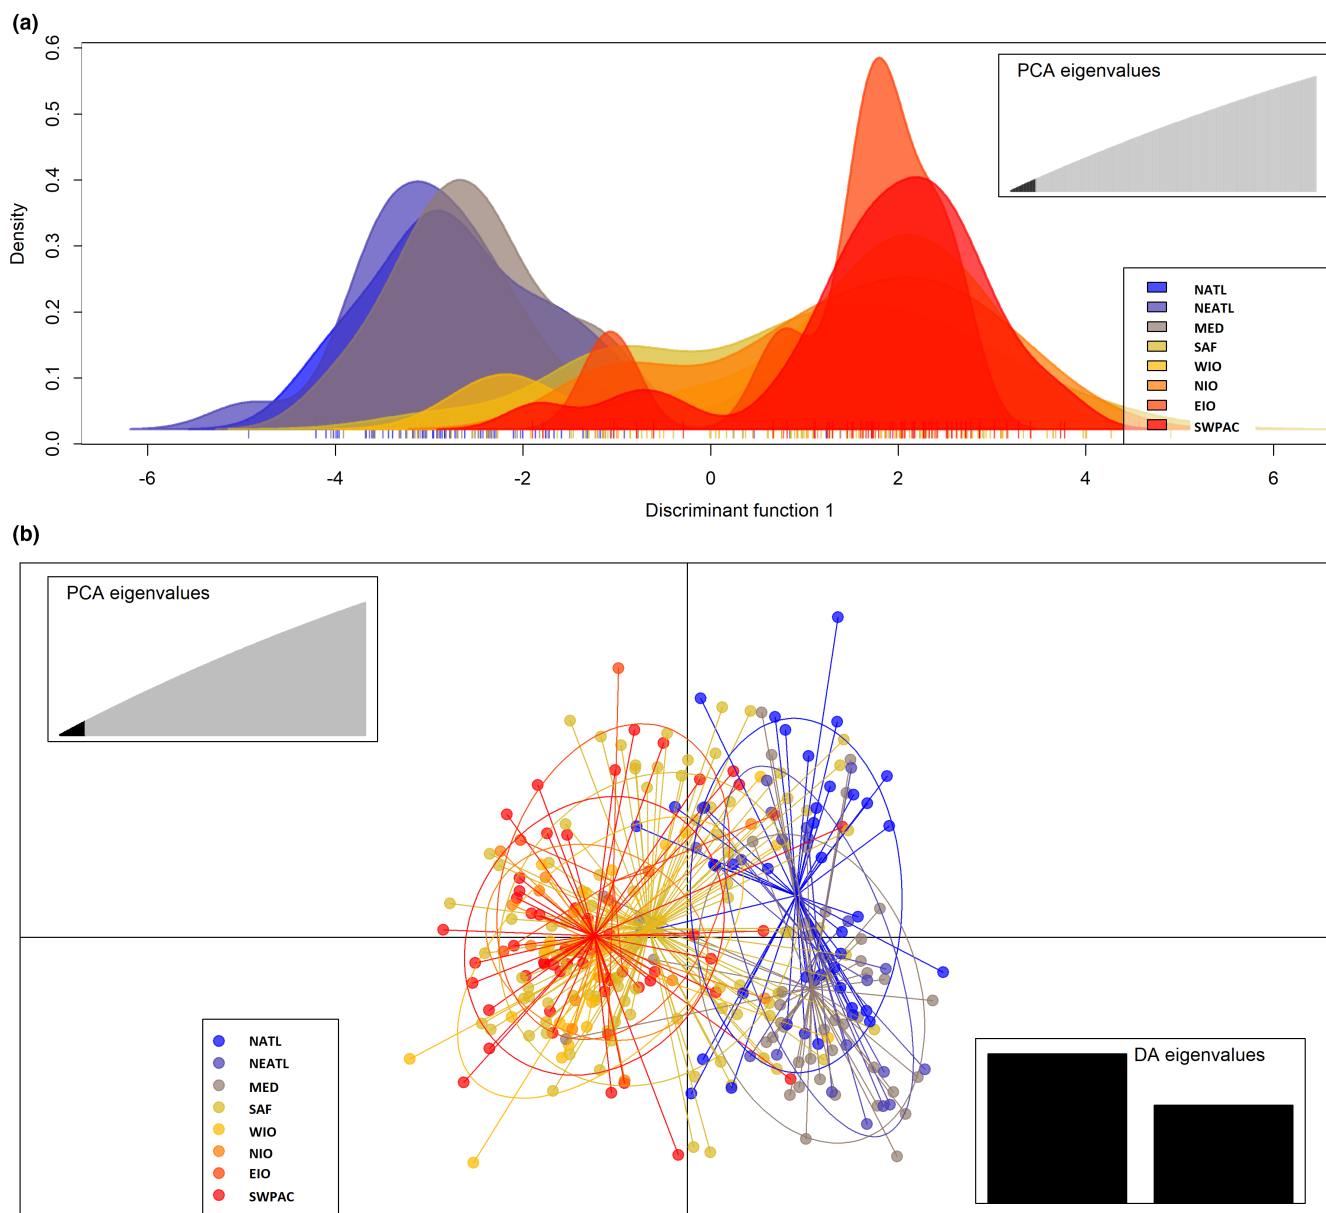 (a)
PCA eigenvalues
Density
0.0
0.1
0.2
0.3
0.4
0.5
0.6
NATL
NEATL
MED
SAF
WIO
NIO
EIO
SWPAC
-6
-4
-2
0
2
4
6
Discriminant function 1
(b)
PCA eigenvalues
NATL
NEATL
MED
SAF
WIO
NIO
EIO
SWPAC
DA eigenvalues